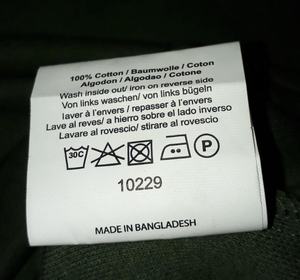 100% Cotton / Baumwolle / Coton
Algodon / Algodao / Cotone
Wash inside out/ iron on reverse side
Von links waschen/ von links bügeln
laver à l'envers / repasser à l'envers
Lave al reves/ a hierro sobre el lado inverso
Lavare al rovescio/ stirare al rovescio
30C P
10229
MADE IN BANGLADESH